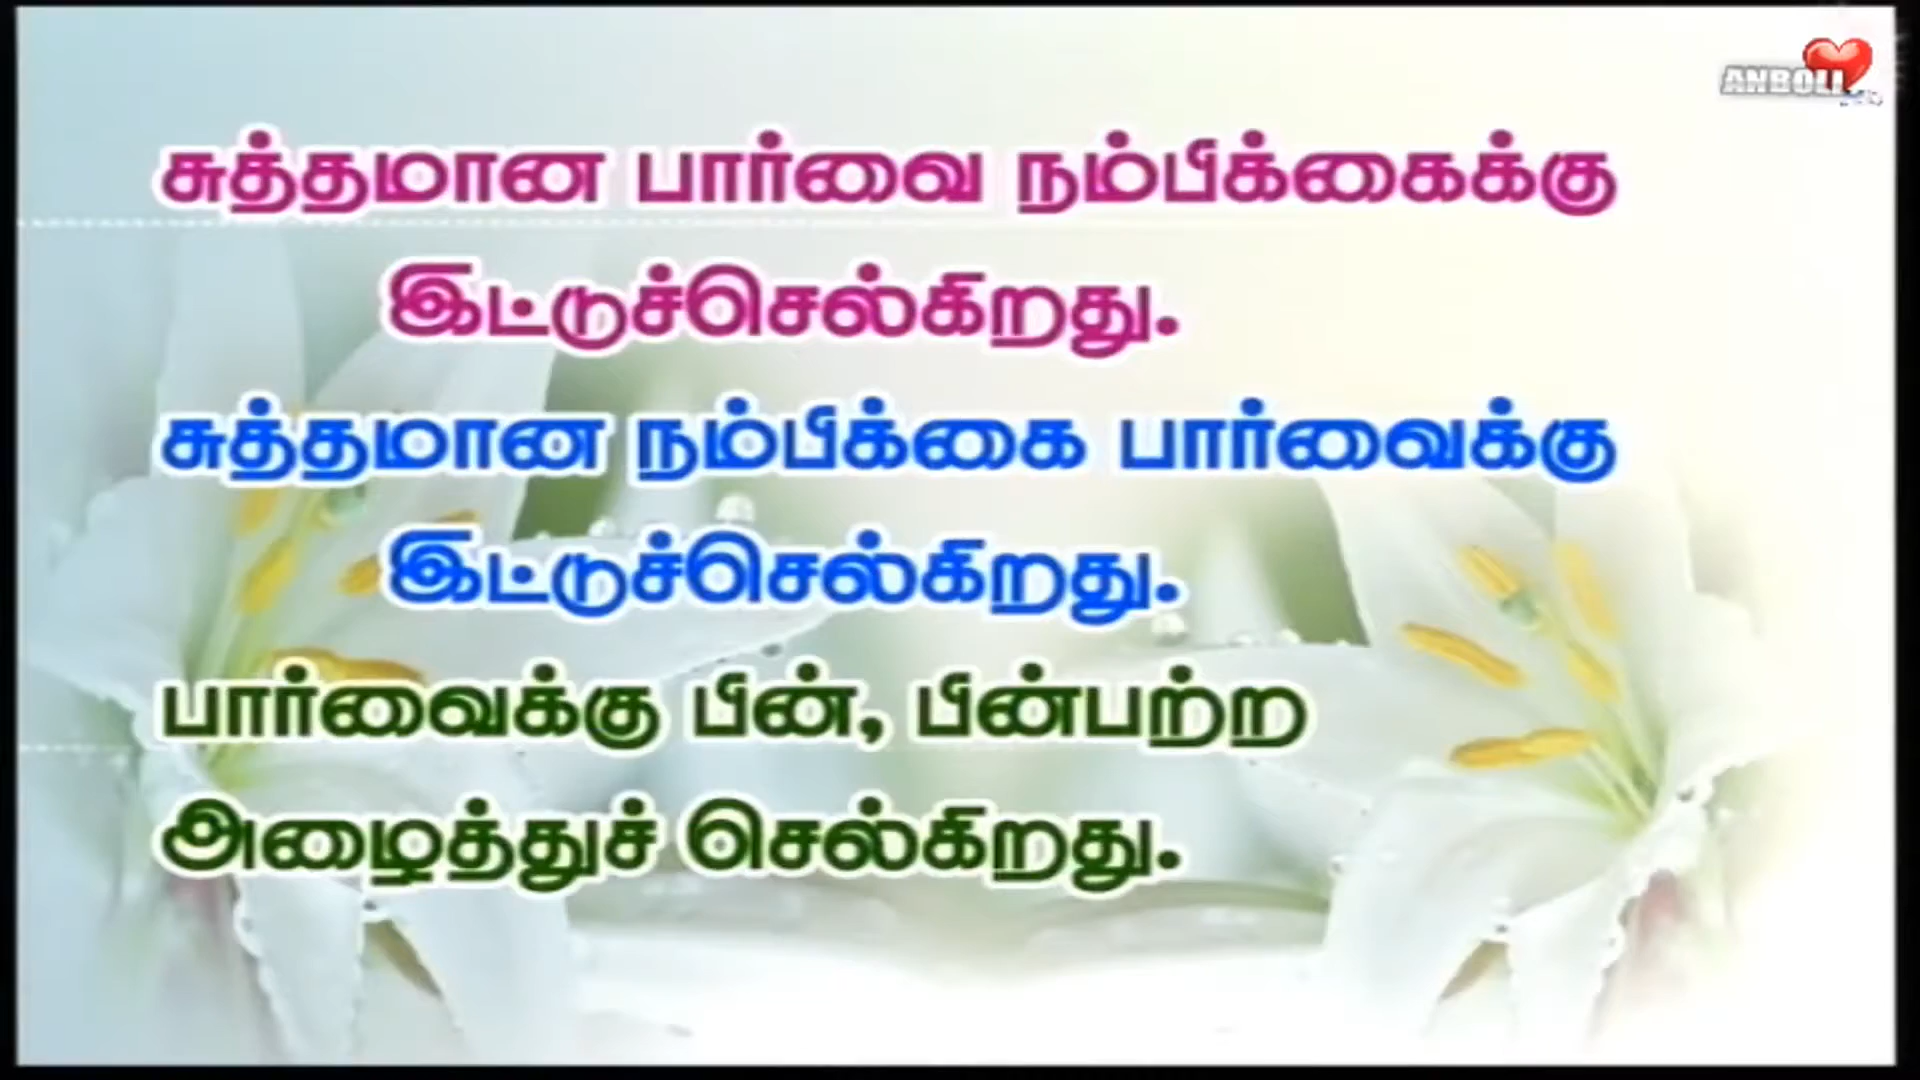 ANBOLI
சுத்தமான பார்வை நம்பிக்கைக்கு
இட்டுச்செல்கிறது.
சுத்தமான நம்பிக்கை பார்வைக்கு
இட்டுச்செல்கிறது.
பார்வைக்கு பின், பின்பற்ற
அழைத்துச் செல்கிறது.